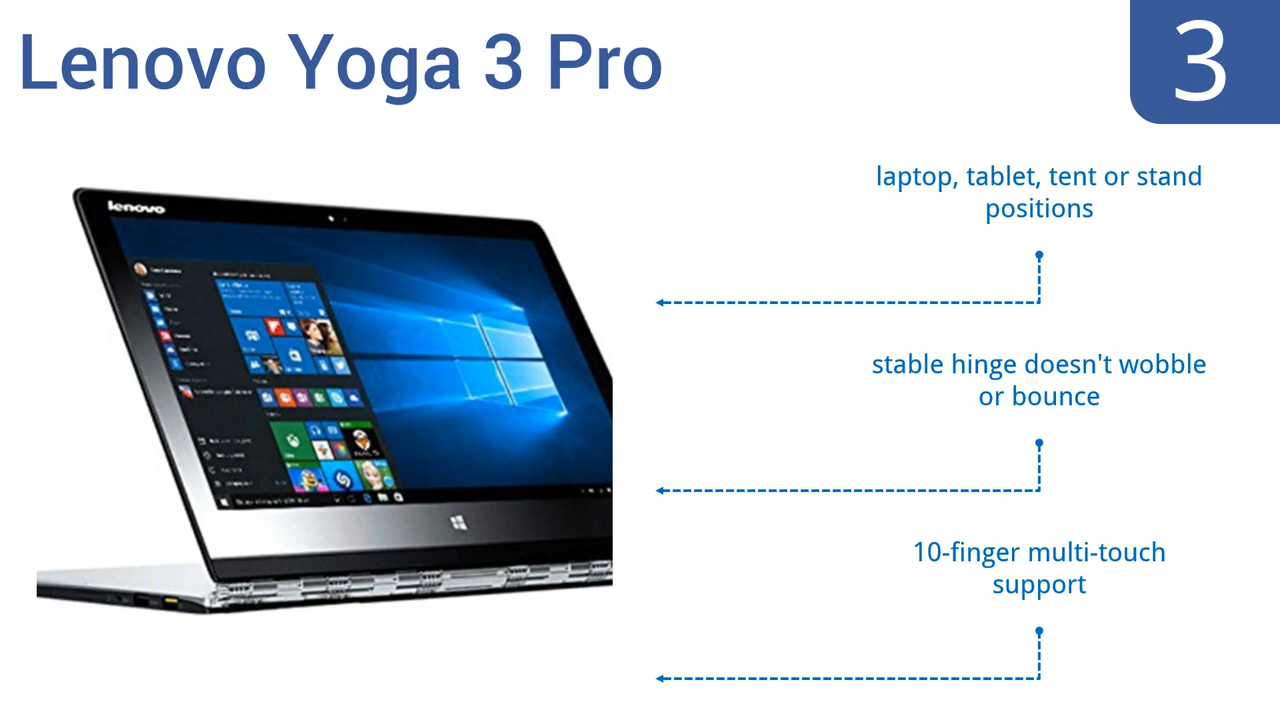 Lenovo Yoga 3 Pro
3
laptop, tablet, tent or stand
positions
lenovo
stable hinge doesn't wobble
or bounce
10-finger multi-touch
support